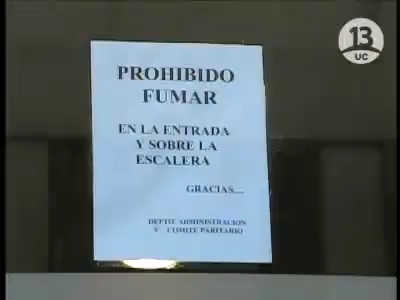 13
UC
PROHIBIDO
FUMAR
EN LA ENTRADA
Y SOBRE LA
ESCALERA
GRACIAS....
DEPTO. ADMINISTRACION
Y COMITE PARITARIO